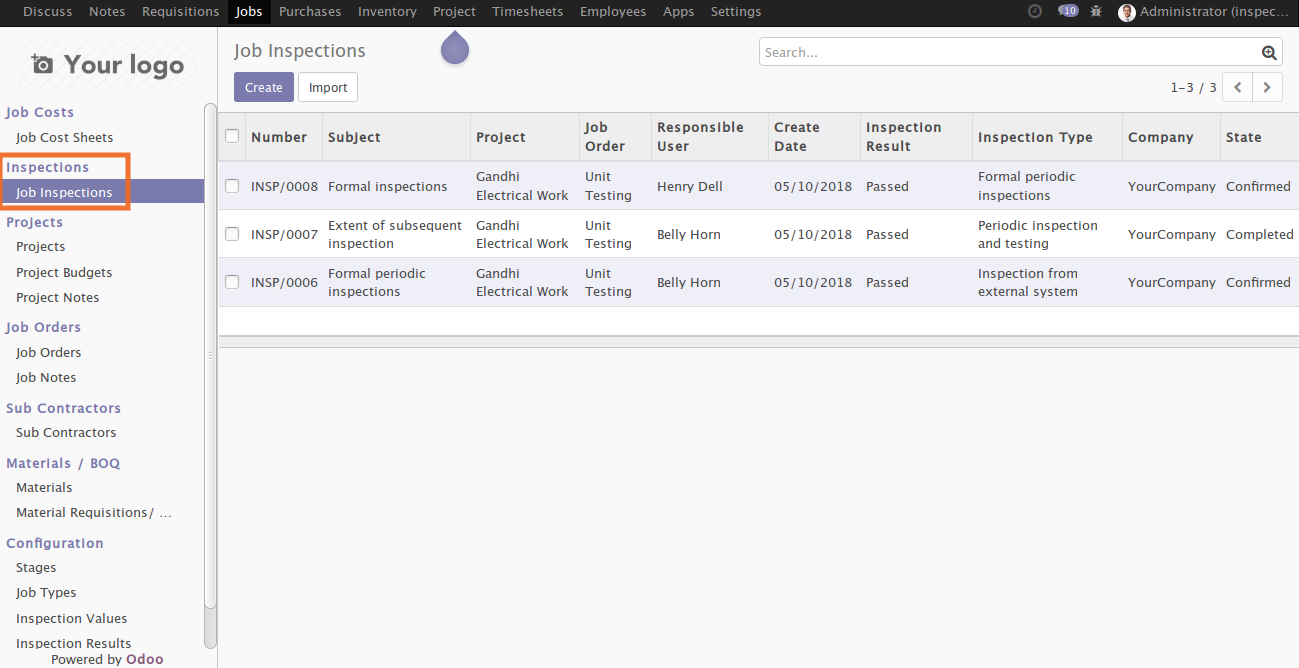 Discuss Notes Requisitions Jobs Purchases Inventory Project Timesheets Employees Apps Settings 10 Administrator (inspec...
Your logo
Job Costs
Job Cost Sheets
Inspections
Job Inspections
Projects
Projects
Project Budgets
Project Notes
Job Orders
Job Orders
Job Notes
Sub Contractors
Sub Contractors
Materials / BOQ
Materials
Material Requisitions/ ...
Configuration
Stages
Job Types
Inspection Values
Inspection Results
Powered by Odoo
Job Inspections
Search...
Create Import
1-3 / 3
Number Subject Project Job Order Responsible User Create Date Inspection Result Inspection Type Company State
INSP/0008 Formal inspections Gandhi Electrical Work Unit Testing Henry Dell 05/10/2018 Passed Formal periodic inspections YourCompany Confirmed
INSP/0007 Extent of subsequent inspection Gandhi Electrical Work Unit Testing Belly Horn 05/10/2018 Passed Periodic inspection and testing YourCompany Completed
INSP/0006 Formal periodic inspections Gandhi Electrical Work Unit Testing Belly Horn 05/10/2018 Passed Inspection from external system YourCompany Confirmed